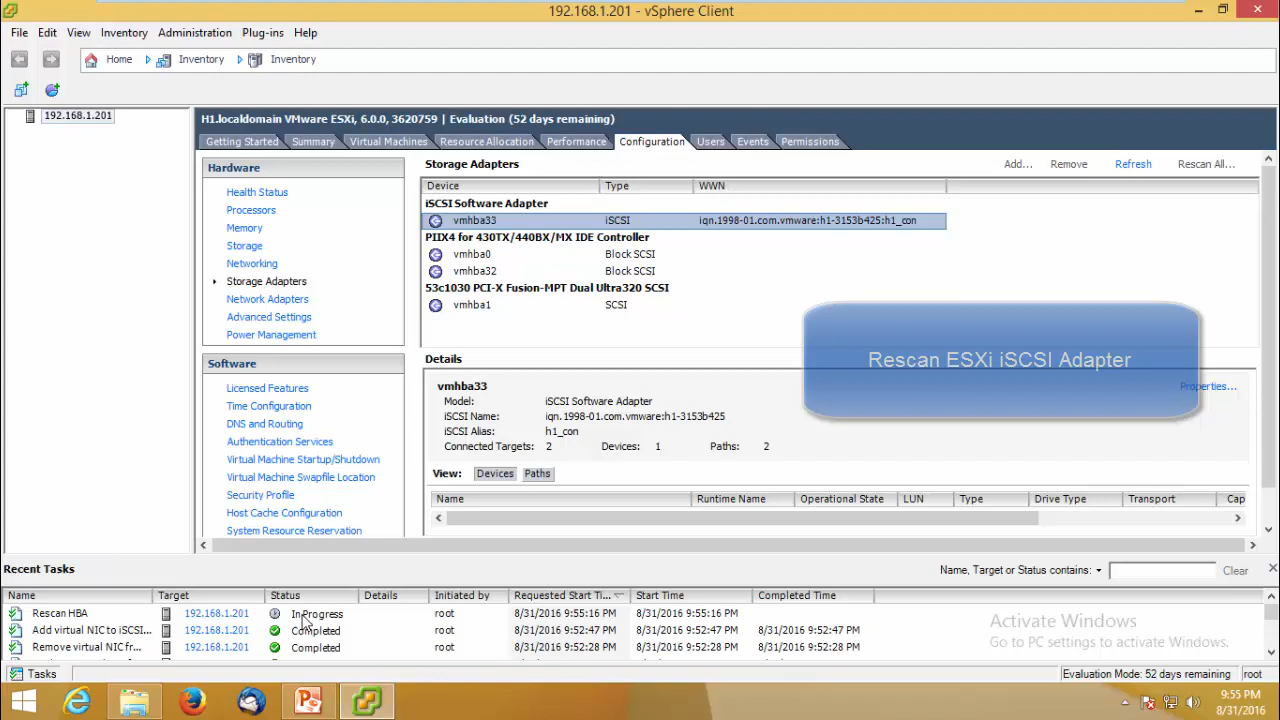 192.168.1.201 - vSphere Client
File Edit View Inventory Administration Plug-ins Help
Home Inventory Inventory
192.168.1.201
H1.localdomain VMware ESXi, 6.0.0, 3620759 | Evaluation (52 days remaining)
Getting Started Summary Virtual Machines Resource Allocation Performance Configuration Users Events Permissions
Hardware
Health Status
Processors
Memory
Storage
Networking
Storage Adapters
Network Adapters
Advanced Settings
Power Management
Software
Licensed Features
Time Configuration
DNS and Routing
Authentication Services
Virtual Machine Startup/Shutdown
Virtual Machine Swapfile Location
Security Profile
Host Cache Configuration
System Resource Reservation
Storage Adapters Add... Remove Refresh Rescan All...
Device Type WWN
iSCSI Software Adapter
vmhba33 iSCSI iqn.1998-01.com.vmware:h1-3153b425:h1_con
PIIX4 for 430TX/440BX/MX IDE Controller
vmhba0 Block SCSI
vmhba32 Block SCSI
53c1030 PCI-X Fusion-MPT Dual Ultra320 SCSI
vmhba1 SCSI
Rescan ESXi iSCSI Adapter
Details
vmhba33 Properties...
Model: iSCSI Software Adapter
iSCSI Name: iqn.1998-01.com.vmware:h1-3153b425
iSCSI Alias: h1_con
Connected Targets: 2 Devices: 1 Paths: 2
View: Devices Paths
Name Runtime Name Operational State LUN Type Drive Type Transport Cap
Recent Tasks Name, Target or Status contains: Clear
Name Target Status Details Initiated by Requested Start Ti... Start Time Completed Time
Rescan HBA 192.168.1.201 In Progress root 8/31/2016 9:55:16 PM 8/31/2016 9:55:16 PM
Add virtual NIC to iSCSI... 192.168.1.201 Completed root 8/31/2016 9:52:47 PM 8/31/2016 9:52:47 PM 8/31/2016 9:52:47 PM
Remove virtual NIC fr... 192.168.1.201 Completed root 8/31/2016 9:52:28 PM 8/31/2016 9:52:28 PM 8/31/2016 9:52:28 PM
Activate Windows
Go to PC settings to activate Windows.
Tasks Evaluation Mode: 52 days remaining root
9:55 PM
8/31/2016